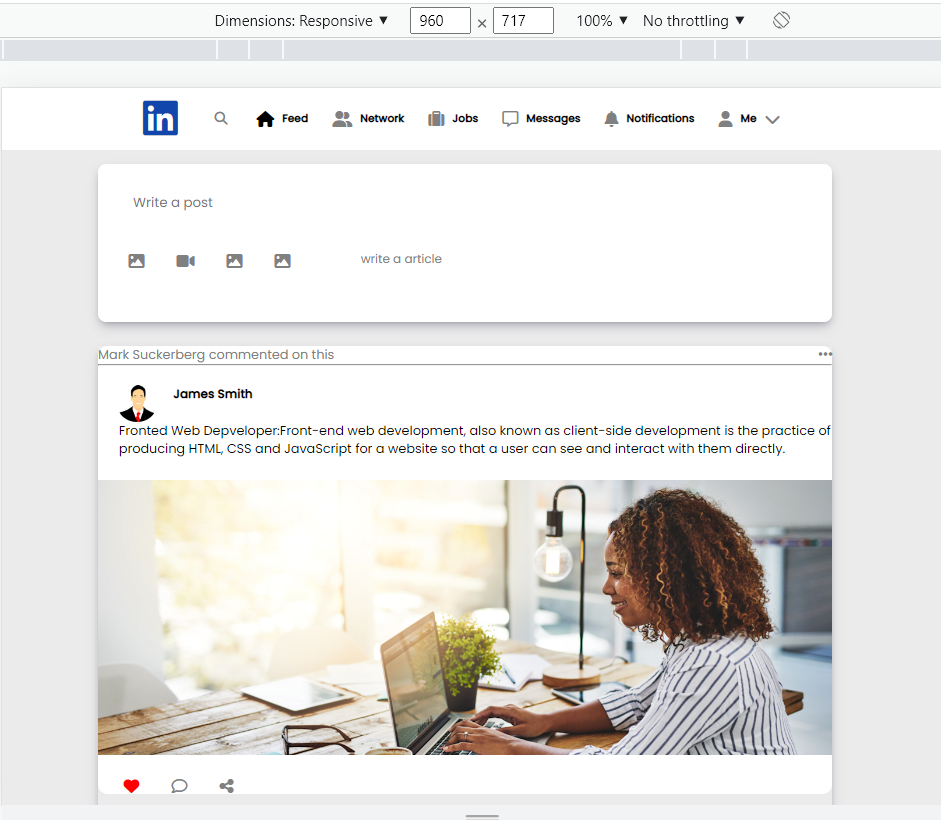 Dimensions: Responsive ▼ 960 × 717 100% ▼ No throttling ▼
in Feed Network Jobs Messages Notifications Me
Write a post
write a article
Mark Suckerberg commented on this
James Smith
Fronted Web Depveloper:Front-end web development, also known as client-side development is the practice of
producing HTML, CSS and JavaScript for a website so that a user can see and interact with them directly.